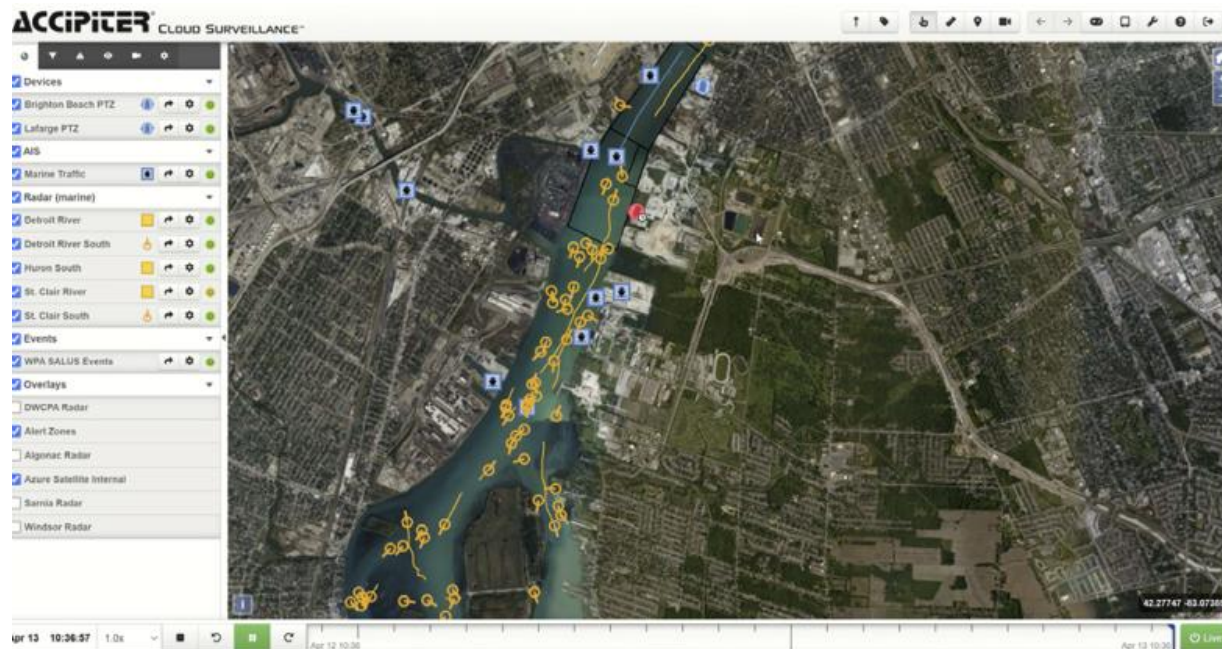 ACCIPITER® CLOUD SURVEILLANCE™
Devices
Brighton Beach PTZ
Lafarge PTZ
AIS
Marine Traffic
Radar (marine)
Detroit River
Detroit River South
Huron South
St. Clair River
St. Clair South
Events
WPA SALUS Events
Overlays
DWCPA Radar
Alert Zones
Algonac Radar
Azure Satellite Internal
Sarnia Radar
Windsor Radar
42.27747 -83.07385
Apr 13 10:36:57 1.0x
Apr 12 10:36
Apr 13 10:36
Live